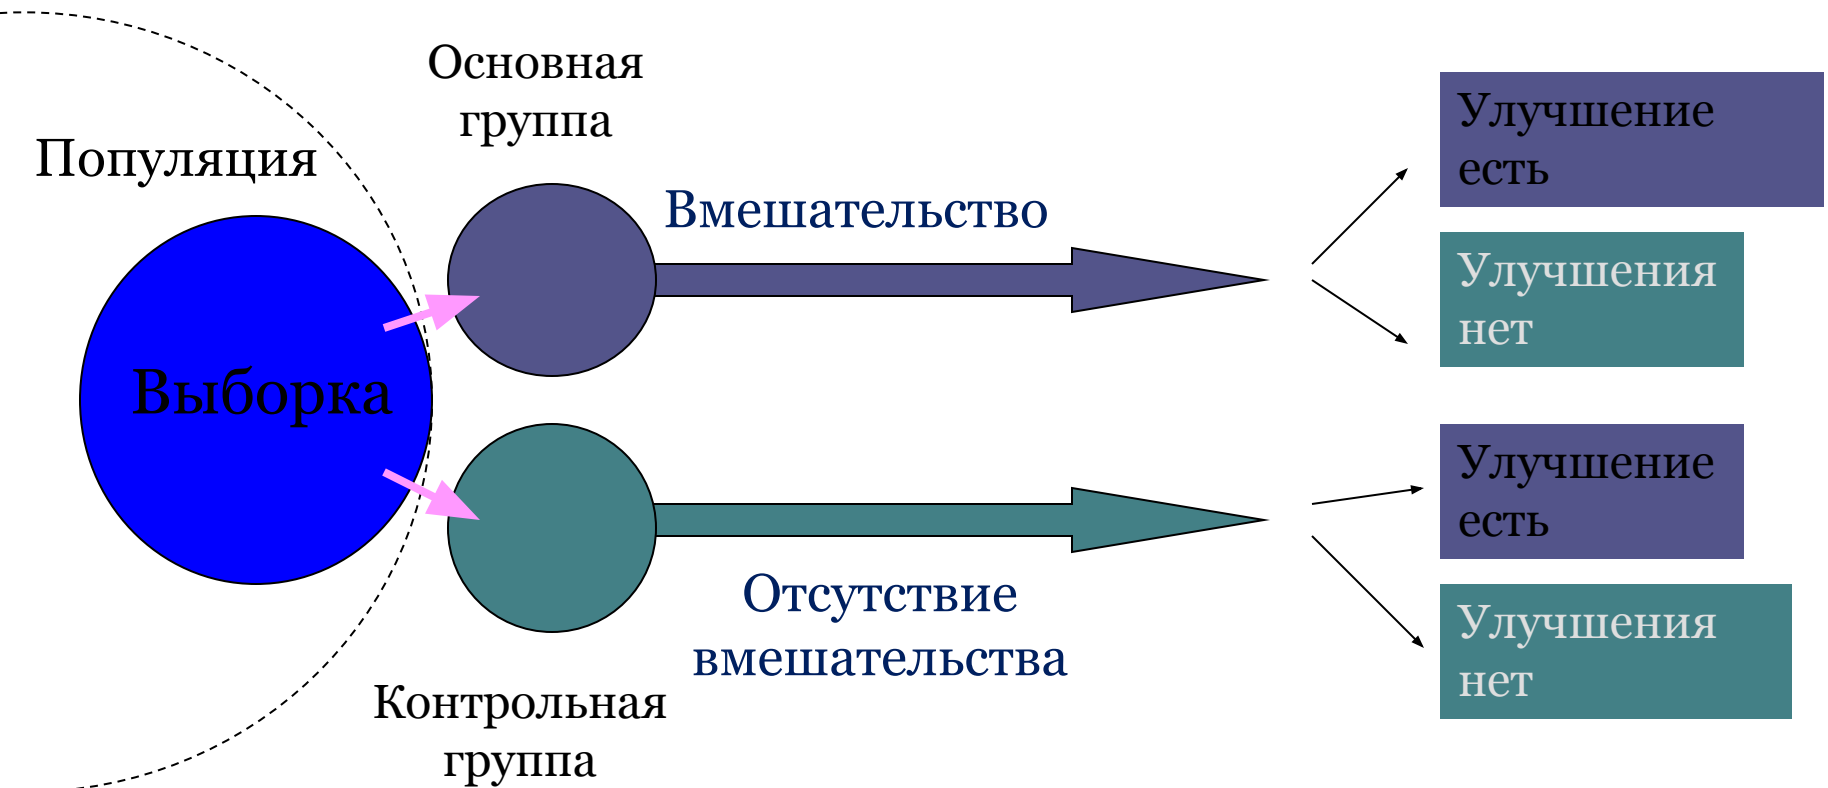 Популяция
Выборка
Основная
группа
Контрольная
группа
Вмешательство
Отсутствие
вмешательства
Улучшение
есть
Улучшения
нет
Улучшение
есть
Улучшения
нет